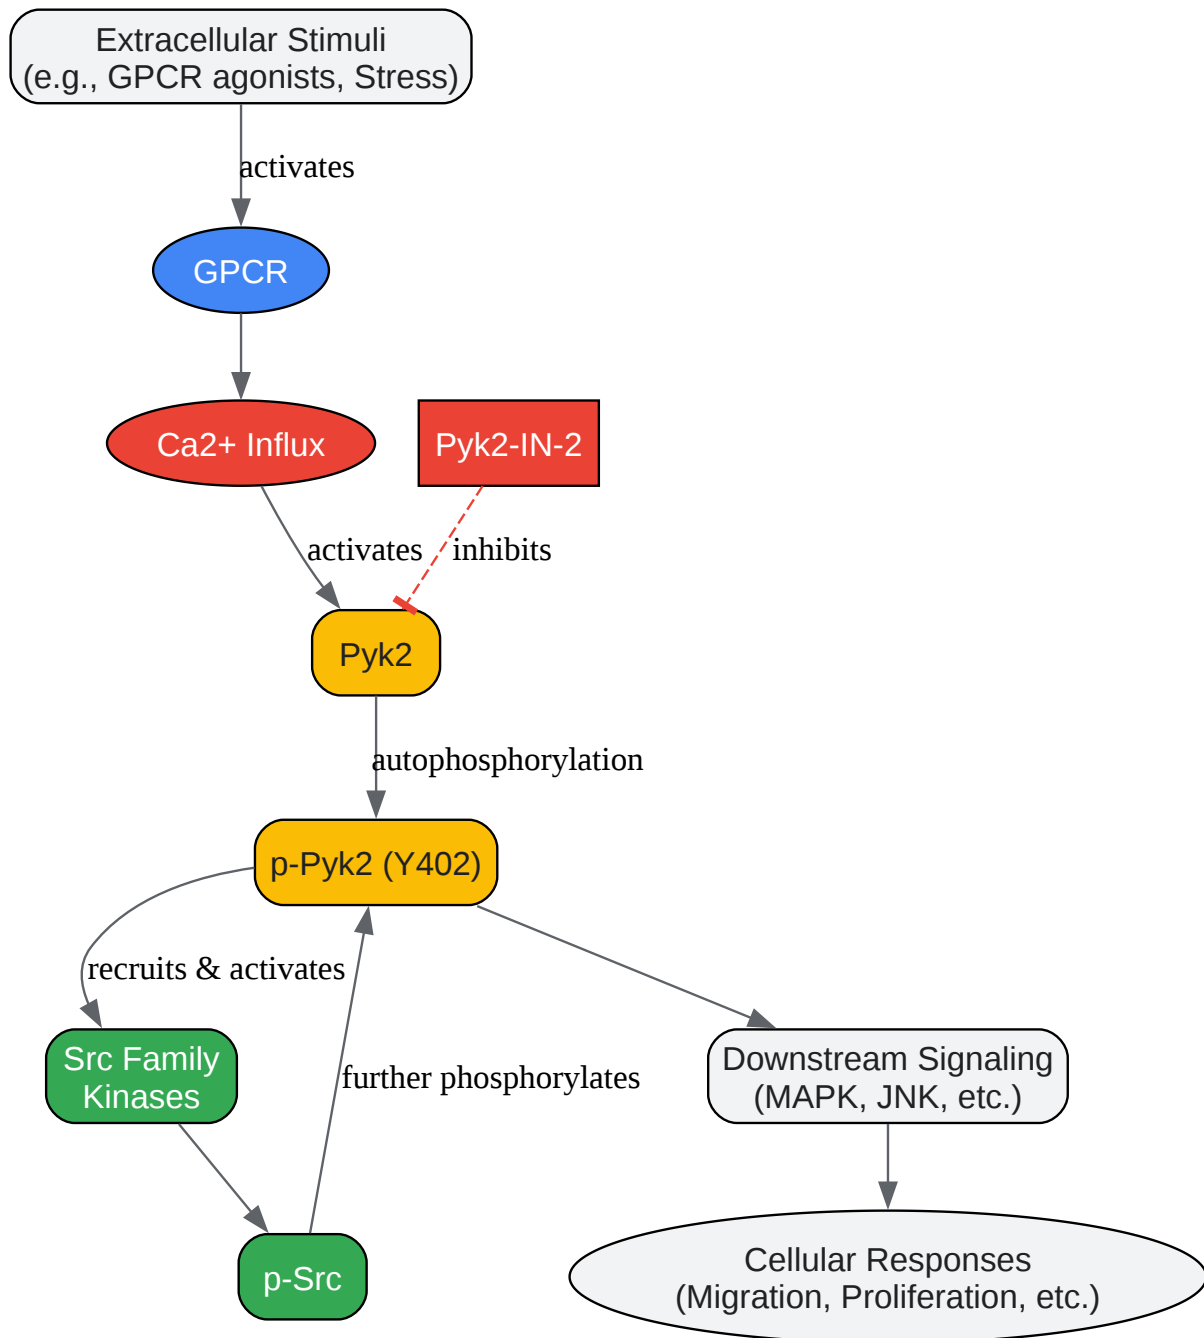 Extracellular Stimuli
(e.g., GPCR agonists, Stress)
activates
GPCR
Ca2+ Influx
Pyk2-IN-2
activates
inhibits
Pyk2
autophosphorylation
p-Pyk2 (Y402)
recruits & activates
Src Family
Kinases
further phosphorylates
Downstream Signaling
(MAPK, JNK, etc.)
p-Src
Cellular Responses
(Migration, Proliferation, etc.)